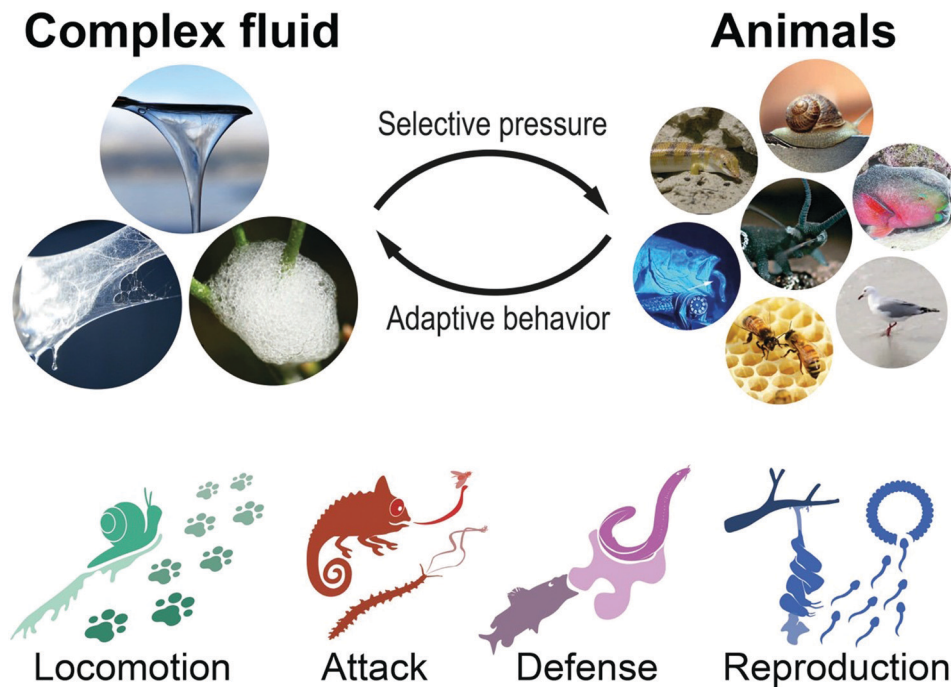 Complex fluid
Animals
Selective pressure
Adaptive behavior
Locomotion
Attack
Defense
Reproduction